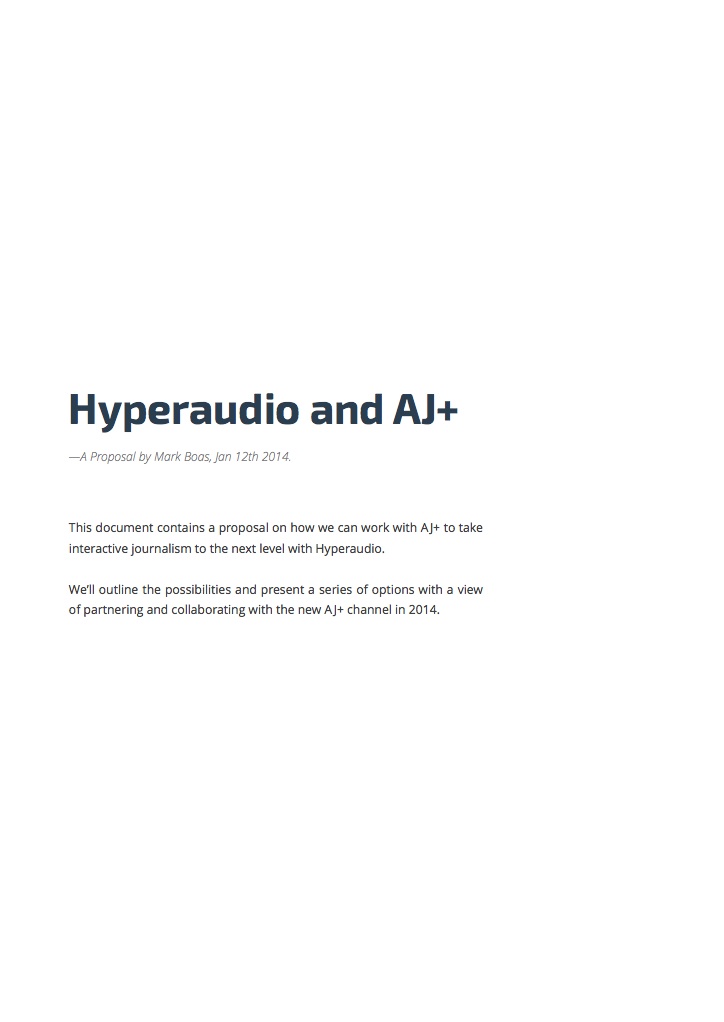 Hyperaudio and AJ+
—A Proposal by Mark Boas, Jan 12th 2014.
This document contains a proposal on how we can work with AJ+ to take
interactive journalism to the next level with Hyperaudio.
We’ll outline the possibilities and present a series of options with a view
of partnering and collaborating with the new AJ+ channel in 2014.